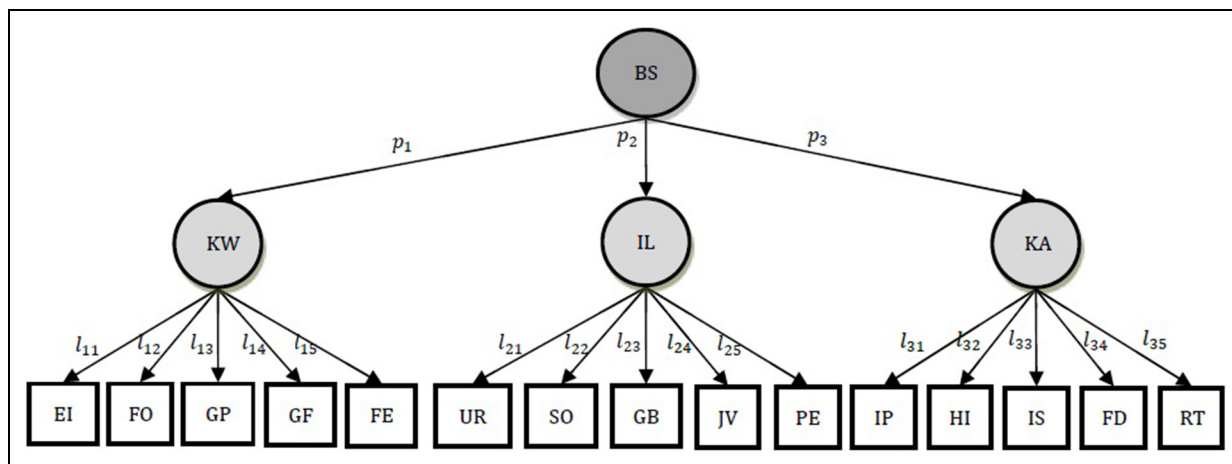 BS
p₁ p₂ p₃
KW IL KA
l₁₁ l₁₂ l₁₃ l₁₄ l₁₅ l₂₁ l₂₂ l₂₃ l₂₄ l₂₅ l₃₁ l₃₂ l₃₃ l₃₄ l₃₅
EI FO GP GF FE UR SO GB JV PE IP HI IS FD RT